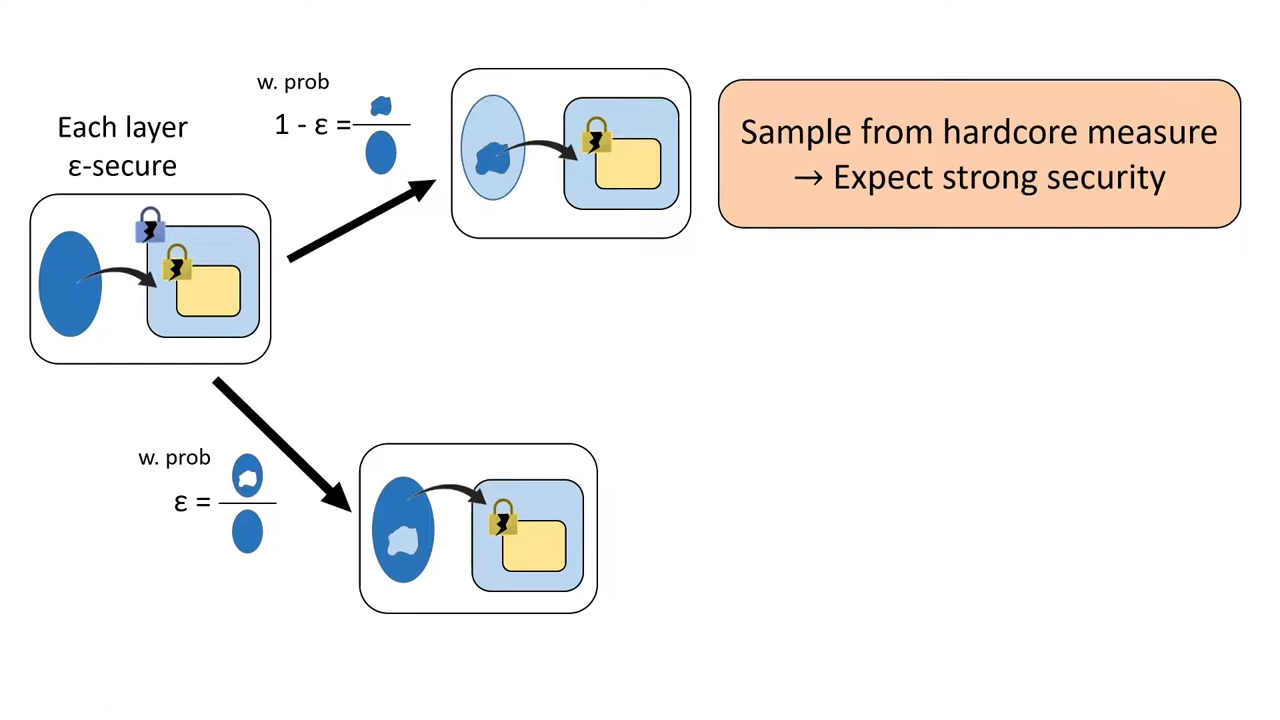 w. prob
1 - ε =
Each layer
ε-secure
Sample from hardcore measure
→ Expect strong security
w. prob
ε =